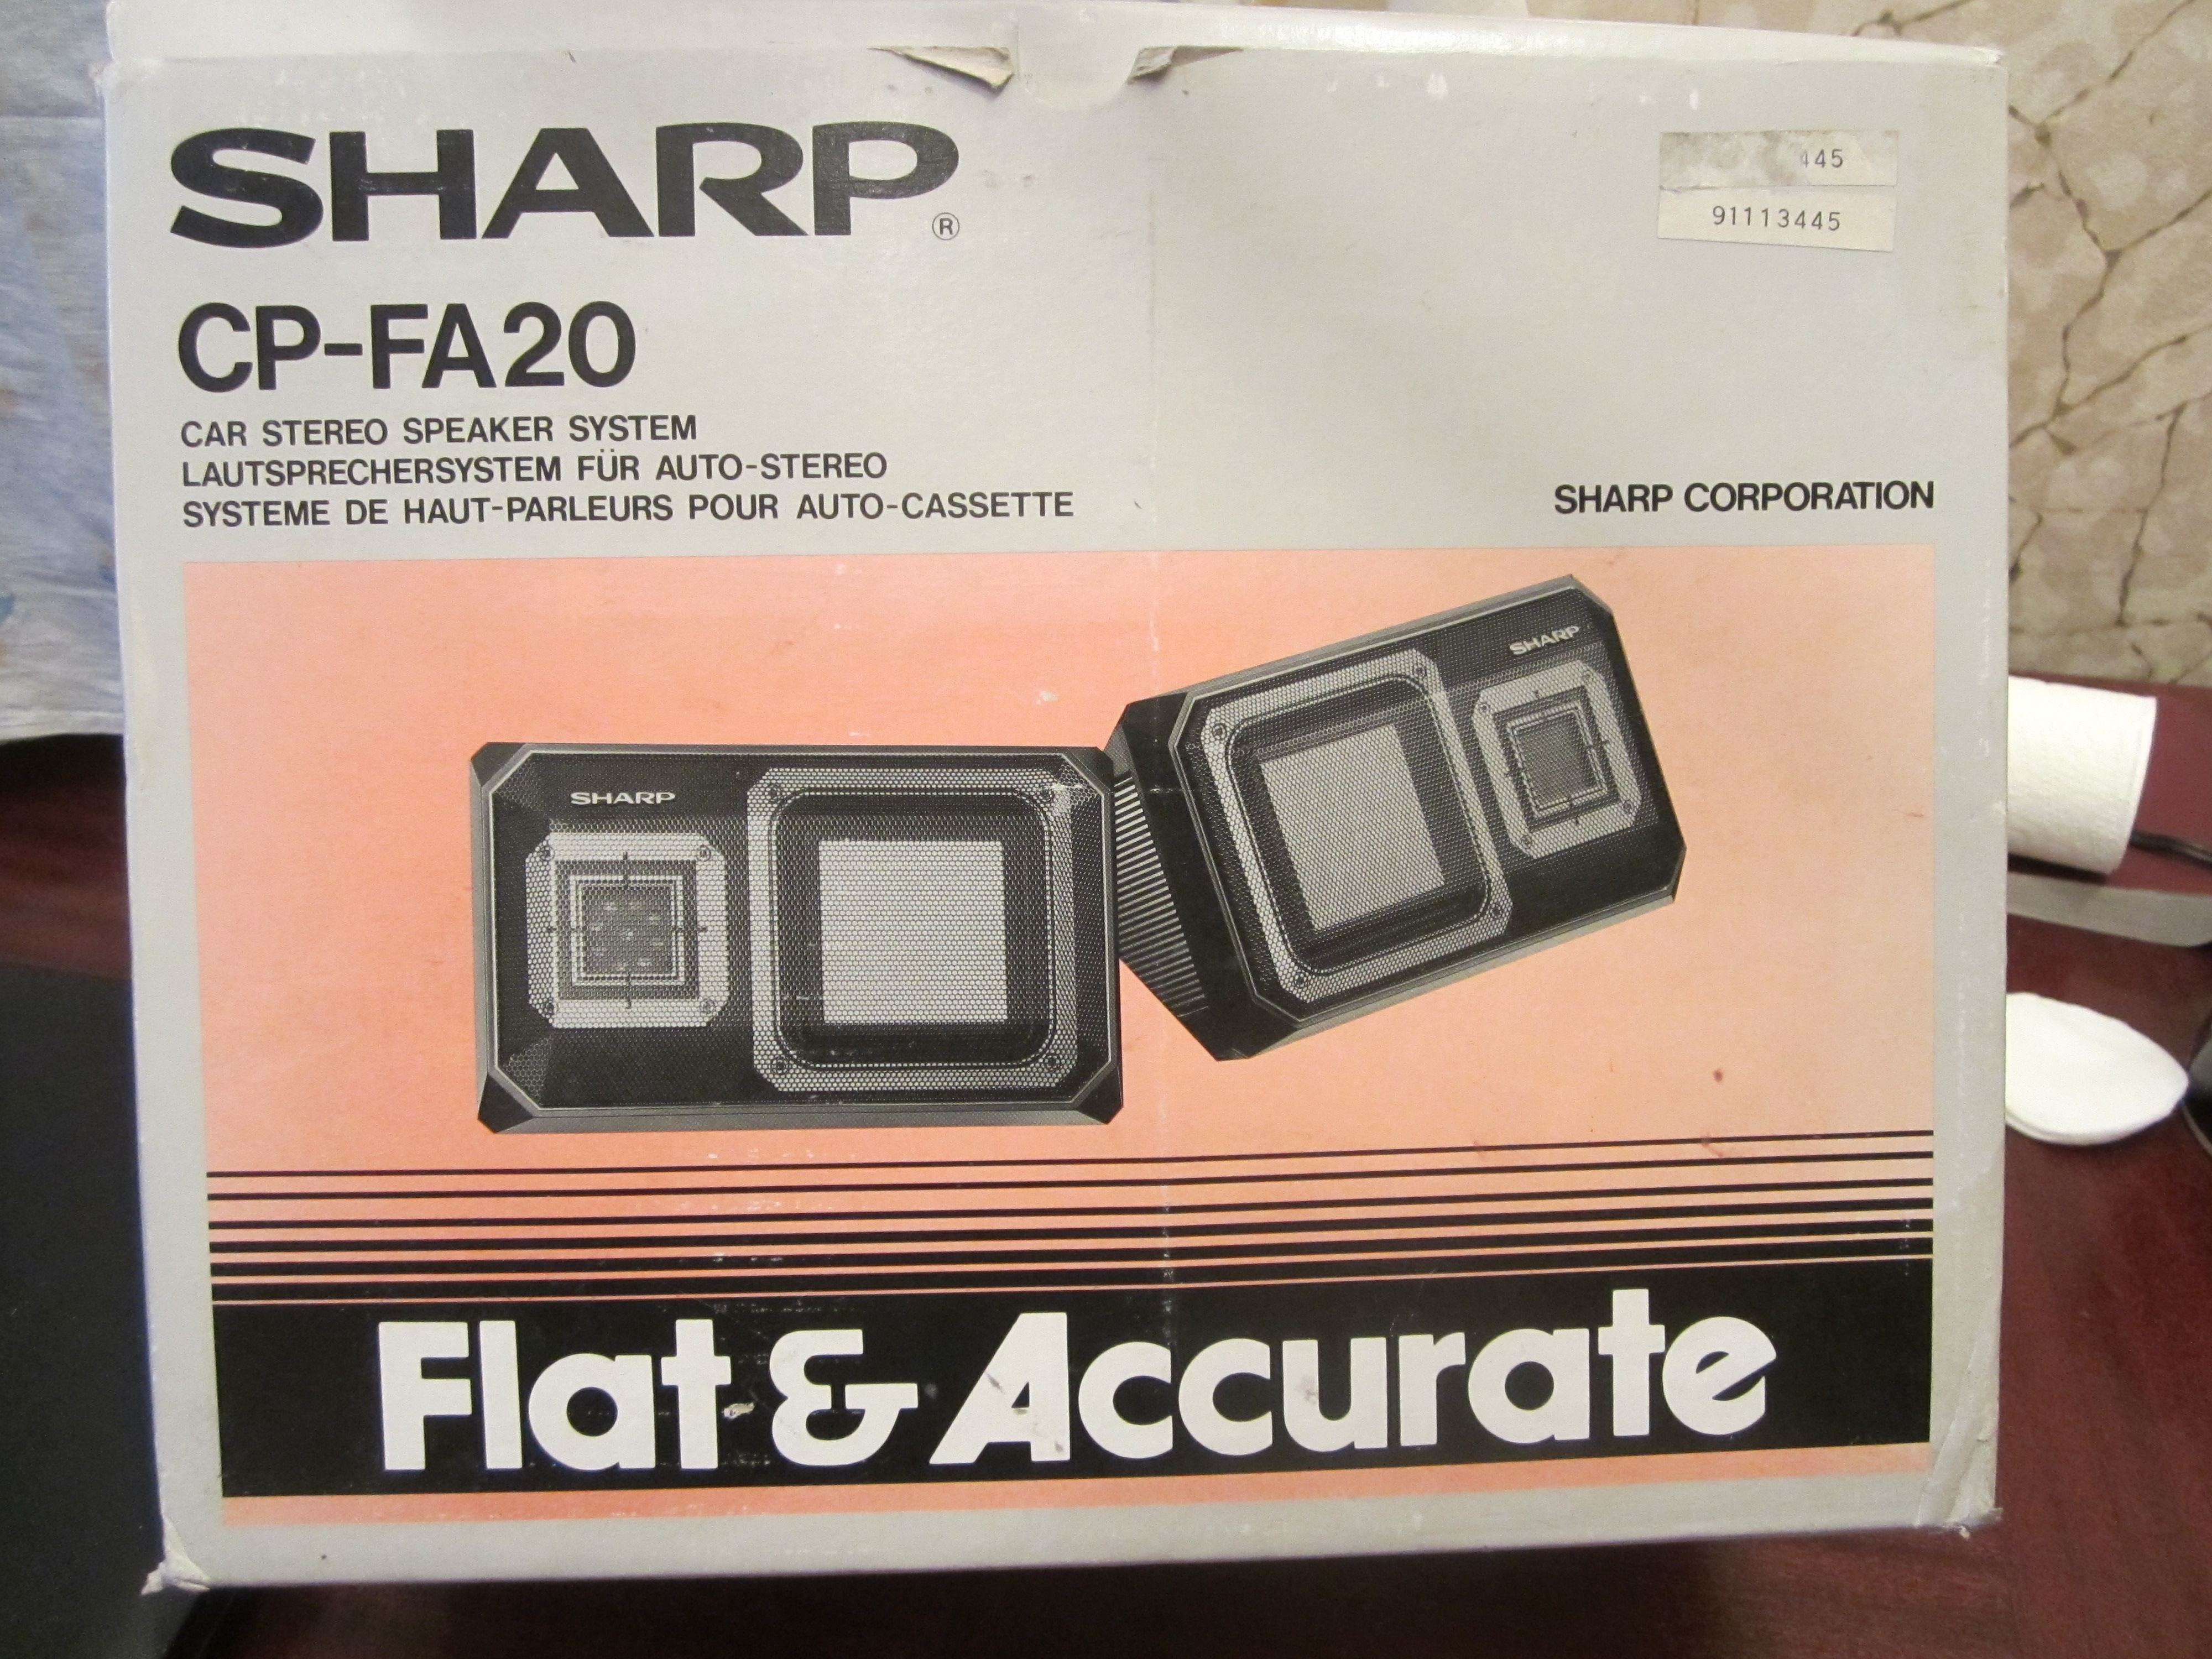 SHARP®
445
91113445
CP-FA20
CAR STEREO SPEAKER SYSTEM
LAUTSPRECHERSYSTEM FÜR AUTO-STEREO
SYSTEME DE HAUT-PARLEURS POUR AUTO-CASSETTE
SHARP CORPORATION
SHARP
SHARP
Flat & Accurate